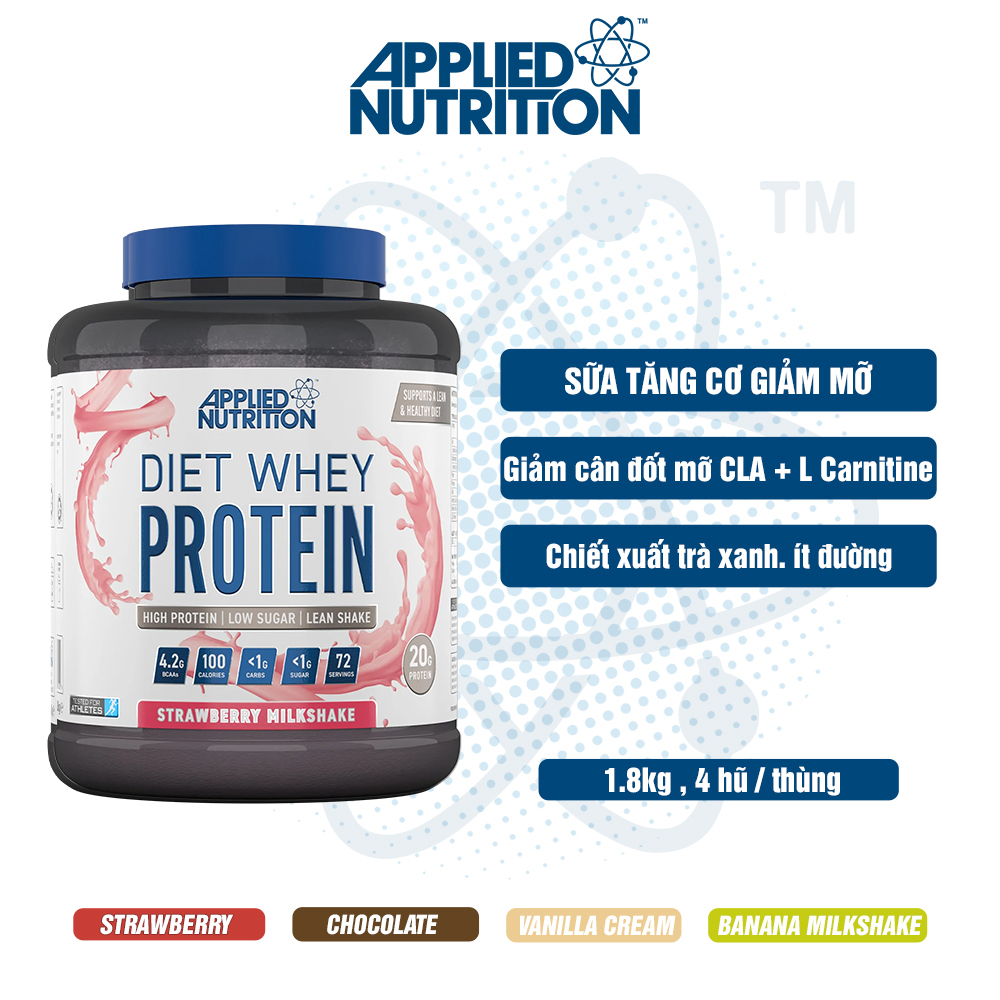 APPLIED
NUTRITION
TM
TM
SỮA TĂNG CƠ GIẢM MỠ
Giảm cân đốt mỡ CLA + L Carnitine
Chiết xuất trà xanh. ít đường
1.8kg , 4 hũ / thùng
APPLIED
NUTRITION
SUPPORTS A LEAN
& HEALTHY DIET
DIET WHEY
PROTEIN
HIGH PROTEIN | LOW SUGAR | LEAN SHAKE
4.2G
BCAAs
100
CALORIES
<1G
CARBS
<1G
SUGAR
72
SERVINGS
20G
PROTEIN
TESTED FOR
ATHLETES
STRAWBERRY MILKSHAKE
STRAWBERRY
CHOCOLATE
VANILLA CREAM
BANANA MILKSHAKE